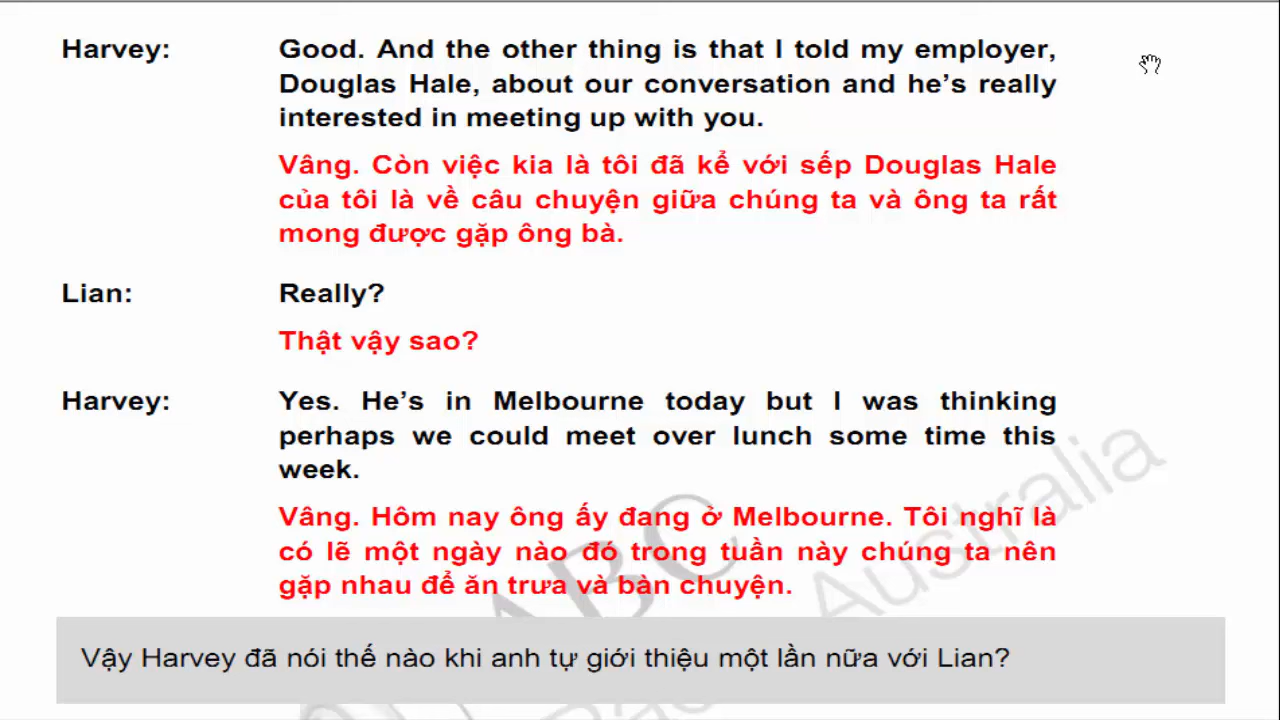 Harvey: Good. And the other thing is that I told my employer,
Douglas Hale, about our conversation and he's really
interested in meeting up with you.
Vâng. Còn việc kia là tôi đã kể với sếp Douglas Hale
của tôi là về câu chuyện giữa chúng ta và ông ta rất
mong được gặp ông bà.
Lian: Really?
Thật vậy sao?
Harvey: Yes. He's in Melbourne today but I was thinking
perhaps we could meet over lunch some time this
week.
Vâng. Hôm nay ông ấy đang ở Melbourne. Tôi nghĩ là
có lẽ một ngày nào đó trong tuần này chúng ta nên
gặp nhau để ăn trưa và bàn chuyện.
ABC
Australia
Vậy Harvey đã nói thế nào khi anh tự giới thiệu một lần nữa với Lian?